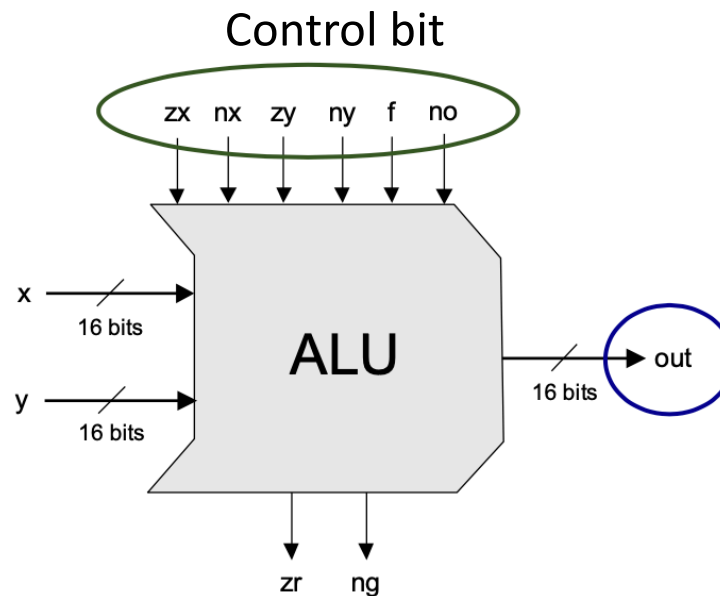 Control bit
zx nx zy ny f no
x
16 bits
ALU
out
16 bits
y
16 bits
zr ng